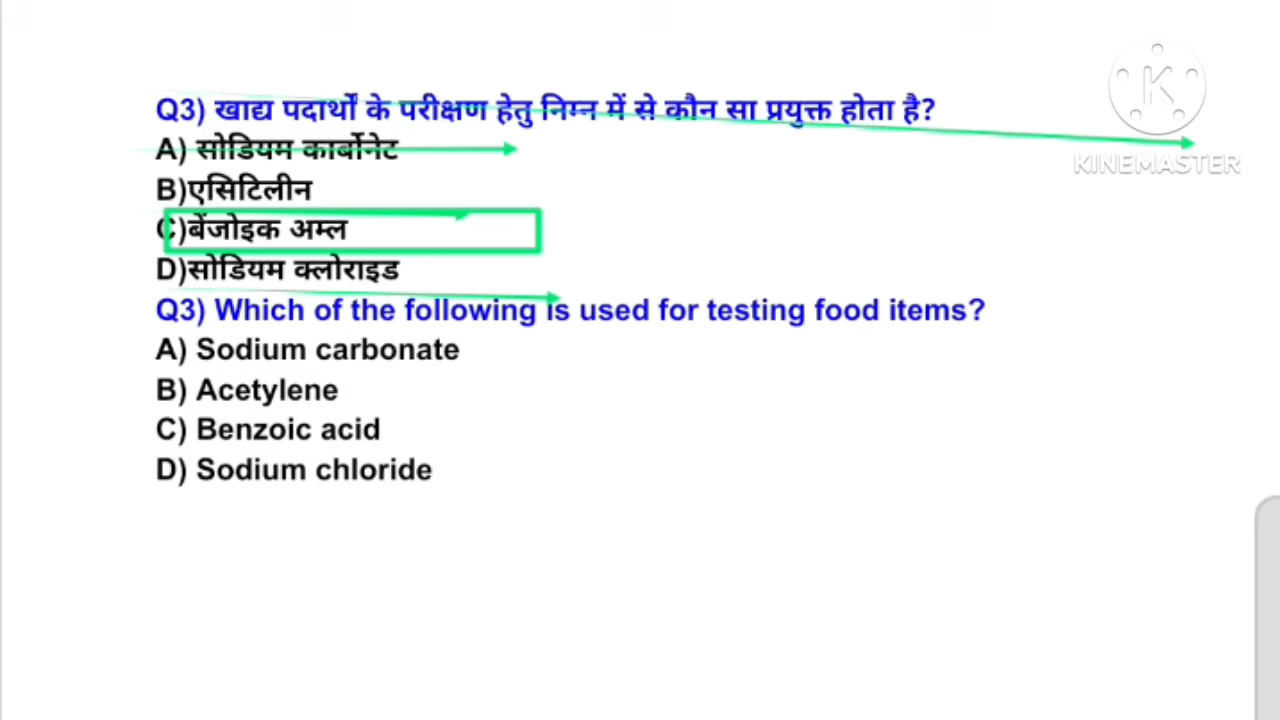 Q3) खाद्य पदार्थों के परीक्षण हेतु निम्न में से कौन सा प्रयुक्त होता है?
A) सोडियम कार्बोनेट
B)एसिटिलीन
C)बेंजोइक अम्ल
D)सोडियम क्लोराइड
Q3) Which of the following is used for testing food items?
A) Sodium carbonate
B) Acetylene
C) Benzoic acid
D) Sodium chloride
K
KINEMASTER